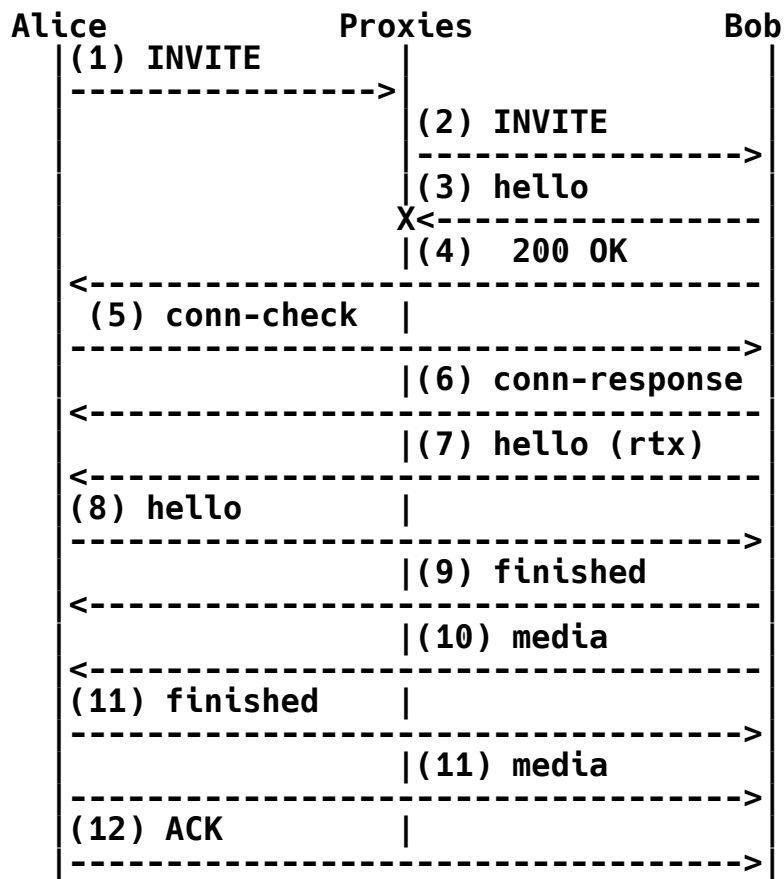 Alice Proxies Bob
|(1) INVITE | |
|---------------->| |
| |(2) INVITE |
| |----------------->|
| |(3) hello |
| X<-----------------|
| |(4)  200 OK |
|<-----------------------------------|
| (5) conn-check | |
|----------------------------------->|
| |(6) conn-response |
|<-----------------------------------|
| |(7) hello (rtx) |
|<-----------------------------------|
|(8) hello | |
|----------------------------------->|
| |(9) finished |
|<-----------------------------------|
| |(10) media |
|<-----------------------------------|
|(11) finished | |
|----------------------------------->|
| |(11) media |
|----------------------------------->|
|(12) ACK | |
|----------------------------------->|